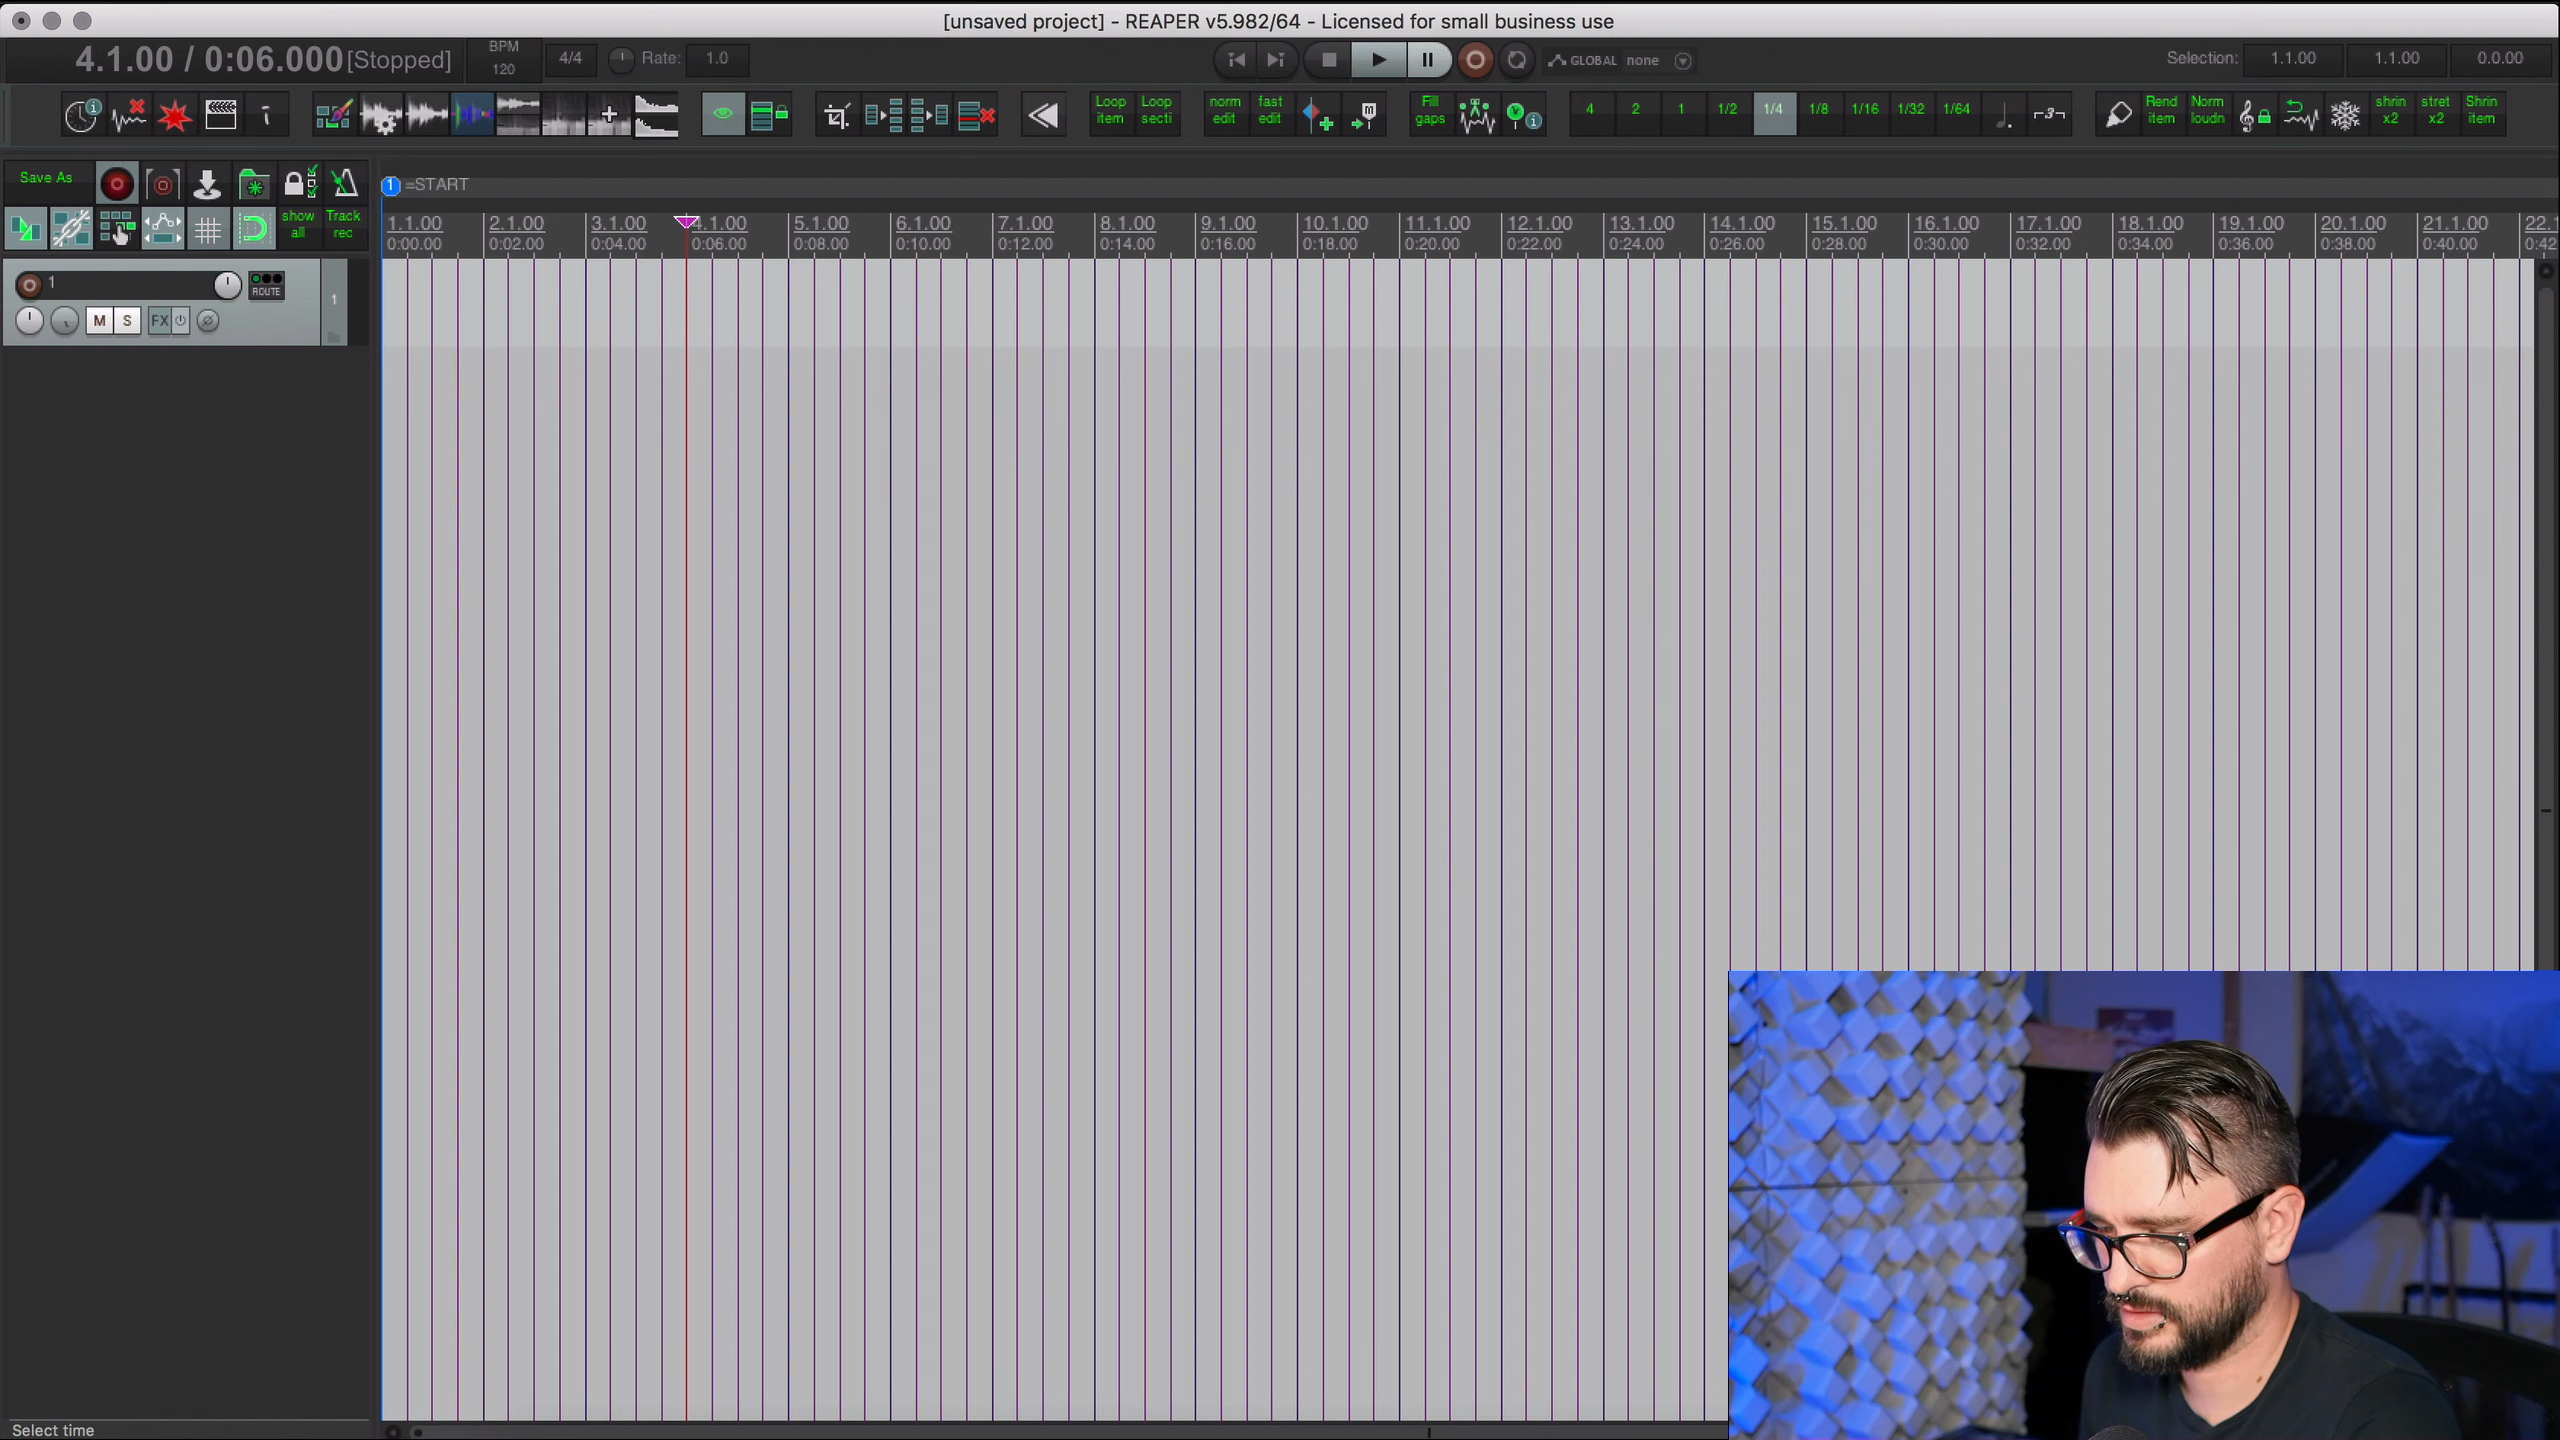 [unsaved project] - REAPER v5.982/64 - Licensed for small business use
4.1.00 / 0:06.000 [Stopped]
BPM
120
4/4
Rate:
1.0
GLOBAL none
Selection:
1.1.00
1.1.00
0.0.00
Loop
item
Loop
secti
norm
edit
fast
edit
Fill
gaps
4
2
1
1/2
1/4
1/8
1/16
1/32
1/64
3
Rend
item
Norm
loudn
shrin
x2
stret
x2
Shrin
item
Save As
show
all
Track
rec
1 =START
1.1.00 2.1.00 3.1.00 4.1.00 5.1.00 6.1.00 7.1.00 8.1.00 9.1.00 10.1.00 11.1.00 12.1.00 13.1.00 14.1.00 15.1.00 16.1.00 17.1.00 18.1.00 19.1.00 20.1.00 21.1.00 22.1
0:00.00 0:02.00 0:04.00 0:06.00 0:08.00 0:10.00 0:12.00 0:14.00 0:16.00 0:18.00 0:20.00 0:22.00 0:24.00 0:26.00 0:28.00 0:30.00 0:32.00 0:34.00 0:36.00 0:38.00 0:40.00 0:42
1
ROUTE
1
M S FX
Select time